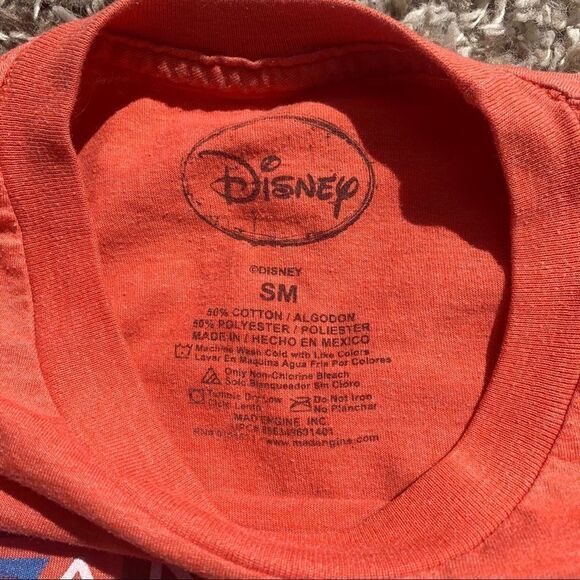 Disney
©DISNEY
SM
50% COTTON / ALGODON
50% POLYESTER / POLIESTER
MADE IN / HECHO EN MEXICO
Machine Wash Cold with Like Colors
Lavar En Maquina Agua Fria Por Colores
Only Non-Chlorine Bleach
Solo Blanqueador Sin Cloro
Tumble Dry Low Do Not Iron
No Planchar
MAD ENGINE, INC.
www.madengine.com